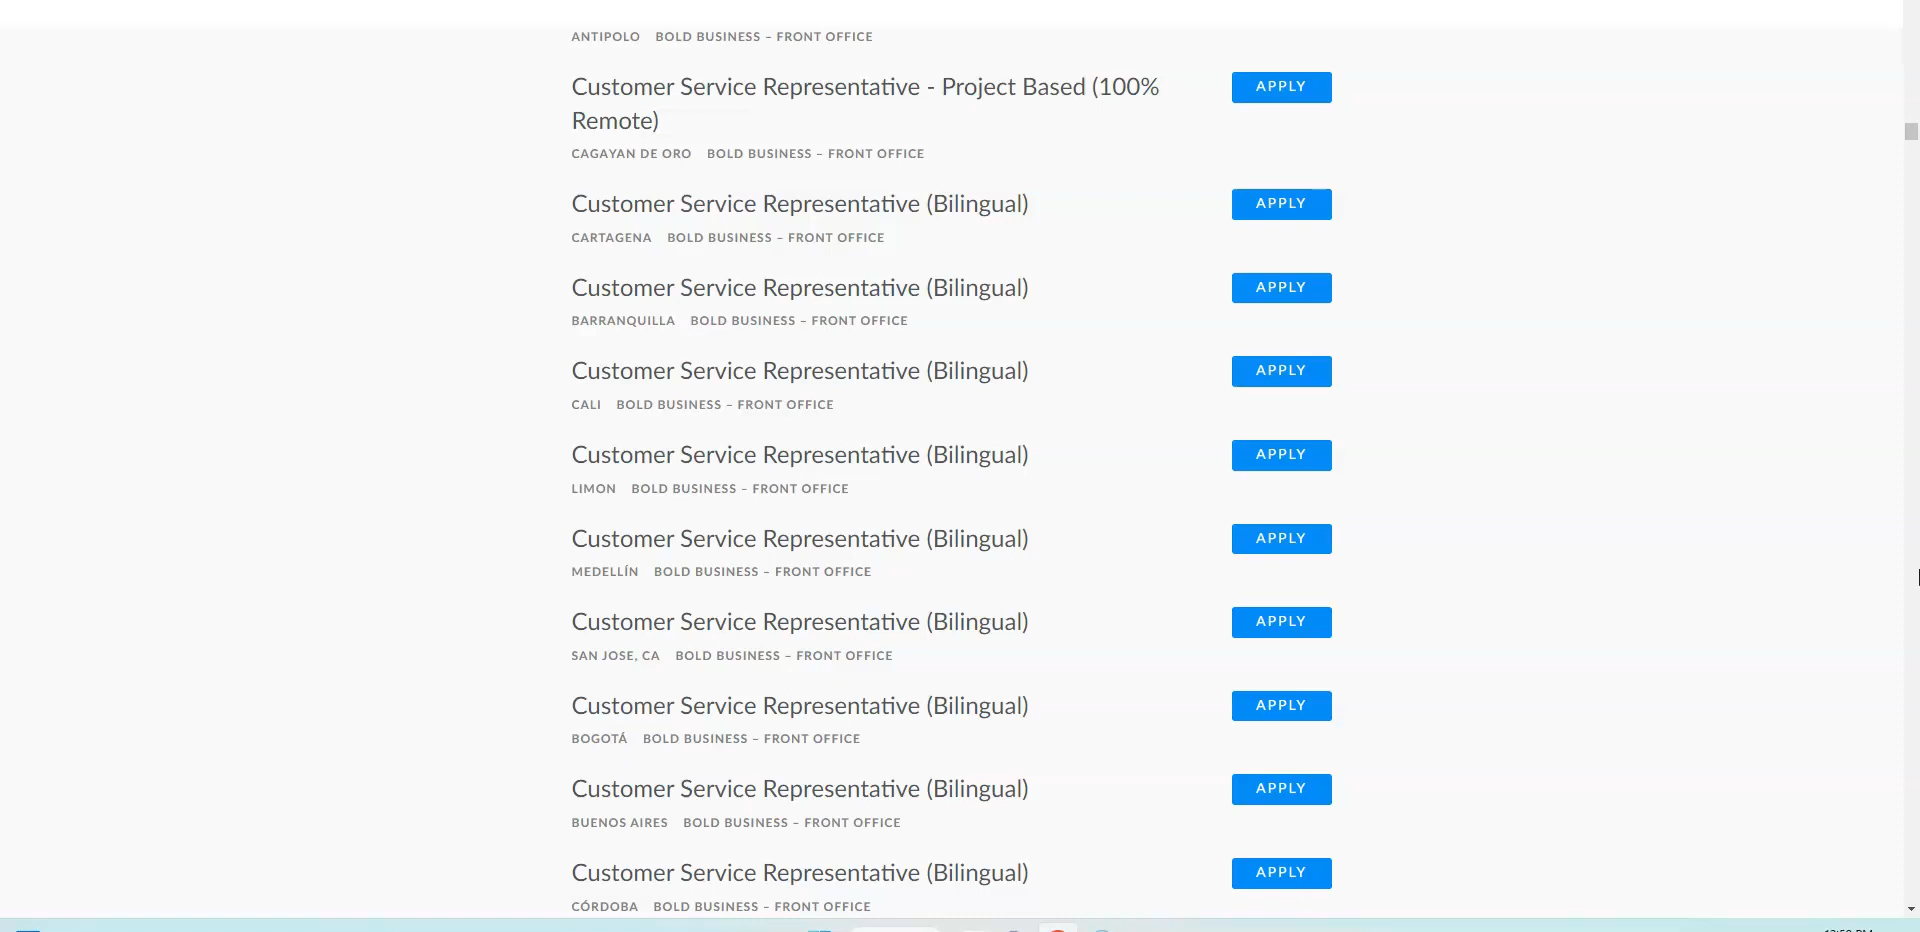 ANTIPOLO BOLD BUSINESS – FRONT OFFICE
Customer Service Representative - Project Based (100%
Remote)
APPLY
CAGAYAN DE ORO BOLD BUSINESS – FRONT OFFICE
Customer Service Representative (Bilingual)
APPLY
CARTAGENA BOLD BUSINESS – FRONT OFFICE
Customer Service Representative (Bilingual)
APPLY
BARRANQUILLA BOLD BUSINESS – FRONT OFFICE
Customer Service Representative (Bilingual)
APPLY
CALI BOLD BUSINESS – FRONT OFFICE
Customer Service Representative (Bilingual)
APPLY
LIMON BOLD BUSINESS – FRONT OFFICE
Customer Service Representative (Bilingual)
APPLY
MEDELLÍN BOLD BUSINESS – FRONT OFFICE
Customer Service Representative (Bilingual)
APPLY
SAN JOSE, CA BOLD BUSINESS – FRONT OFFICE
Customer Service Representative (Bilingual)
APPLY
BOGOTÁ BOLD BUSINESS – FRONT OFFICE
Customer Service Representative (Bilingual)
APPLY
BUENOS AIRES BOLD BUSINESS – FRONT OFFICE
Customer Service Representative (Bilingual)
APPLY
CÓRDOBA BOLD BUSINESS – FRONT OFFICE